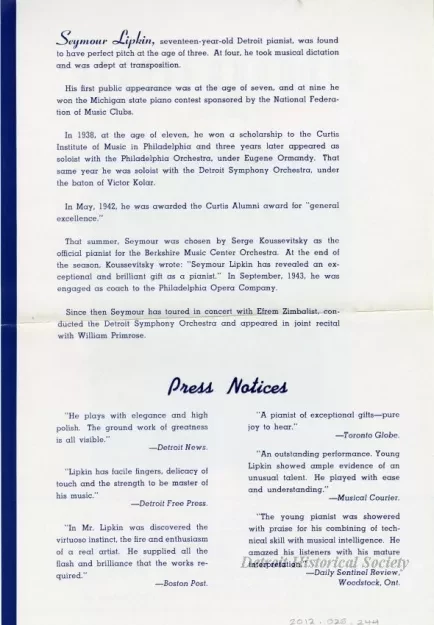 Seymour Lipkin, seventeen-year-old Detroit pianist, was found
to have perfect pitch at the age of three. At four, he took musical dictation
and was adept at transposition.
His first public appearance was at the age of seven, and at nine he
won the Michigan state piano contest sponsored by the National Federa-
tion of Music Clubs.
In 1938, at the age of eleven, he won a scholarship to the Curtis
Institute of Music in Philadelphia and three years later appeared as
soloist with the Philadelphia Orchestra, under Eugene Ormandy. That
same year he was soloist with the Detroit Symphony Orchestra, under
the baton of Victor Kolar.
In May, 1942, he was awarded the Curtis Alumni award for "general
excellence."
That summer, Seymour was chosen by Serge Koussevitsky as the
official pianist for the Berkshire Music Center Orchestra. At the end of
the season, Koussevitsky wrote: "Seymour Lipkin has revealed an ex-
ceptional and brilliant gift as a pianist." In September, 1943, he was
engaged as coach to the Philadelphia Opera Company.
Since then Seymour has toured in concert with Efrem Zimbalist, con-
ducted the Detroit Symphony Orchestra and appeared in joint recital
with William Primrose.
Press Notices
"He plays with elegance and high
polish. The ground work of greatness
is all visible."
—Detroit News.
"Lipkin has facile fingers, delicacy of
touch and the strength to be master of
his music."
—Detroit Free Press.
"In Mr. Lipkin was discovered the
virtuoso instinct, the fire and enthusiasm
of a real artist. He supplied all the
flash and brilliance that the works re-
quired."
—Boston Post.
"A pianist of exceptional gifts—pure
joy to hear."
—Toronto Globe.
"An outstanding performance. Young
Lipkin showed ample evidence of an
unusual talent. He played with ease
and understanding."
—Musical Courier.
"The young pianist was showered
with praise for his combining of tech-
nical skill with musical intelligence. He
amazed his listeners with his mature
interpretation."
Detroit Historical Society
—Daily Sentinel Review,
Woodstock, Ont.
2012.028.244